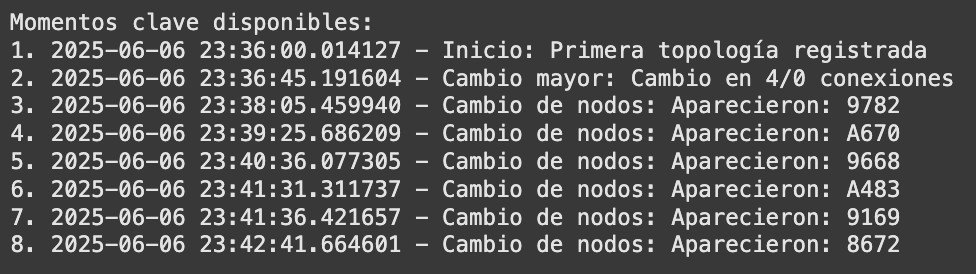 Momentos clave disponibles:
1. 2025-06-06 23:36:00.014127 – Inicio: Primera topología registrada
2. 2025-06-06 23:36:45.191604 – Cambio mayor: Cambio en 4/0 conexiones
3. 2025-06-06 23:38:05.459940 – Cambio de nodos: Aparecieron: 9782
4. 2025-06-06 23:39:25.686209 – Cambio de nodos: Aparecieron: A670
5. 2025-06-06 23:40:36.077305 – Cambio de nodos: Aparecieron: 9668
6. 2025-06-06 23:41:31.311737 – Cambio de nodos: Aparecieron: A483
7. 2025-06-06 23:41:36.421657 – Cambio de nodos: Aparecieron: 9169
8. 2025-06-06 23:42:41.664601 – Cambio de nodos: Aparecieron: 8672